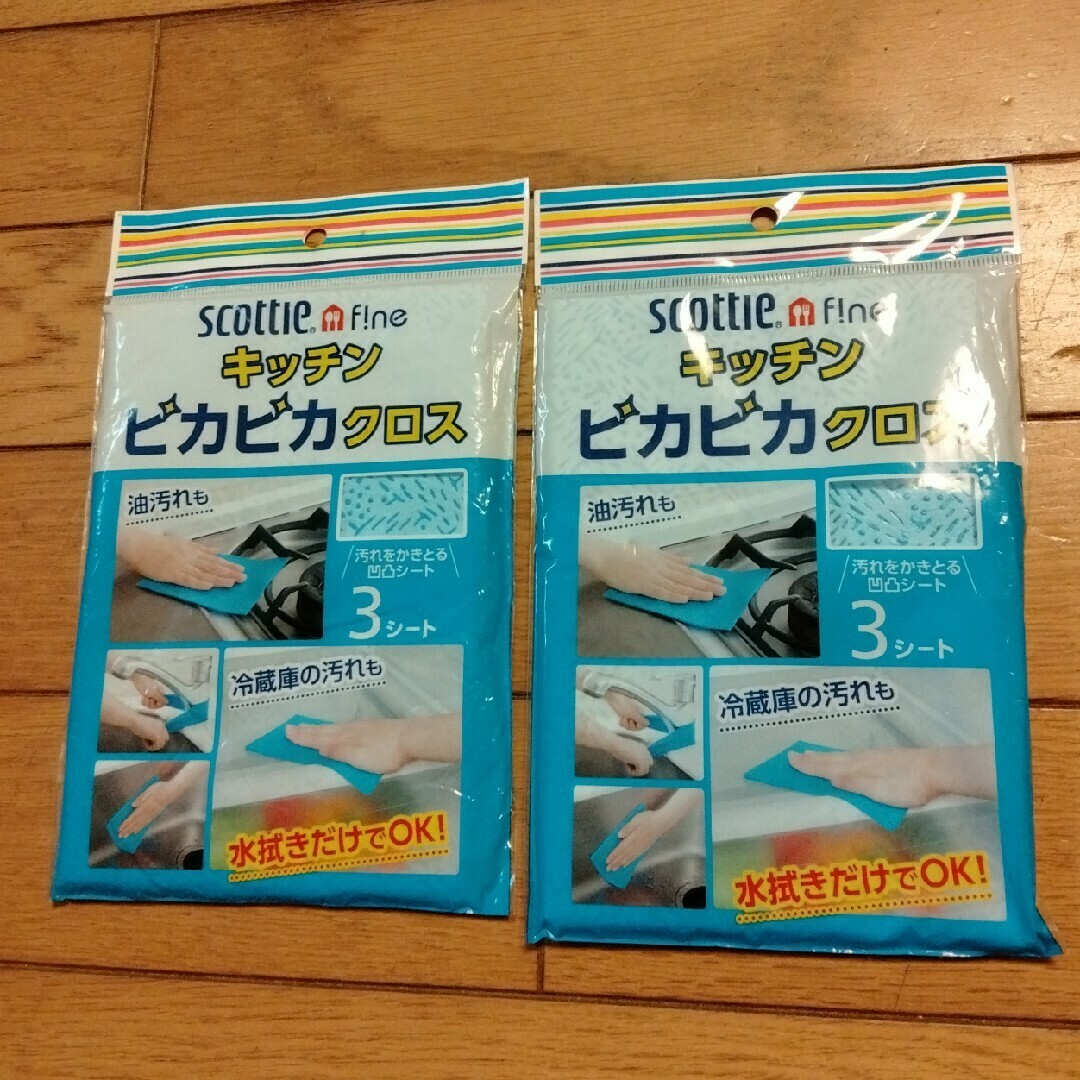 scottie® f!ne
キッチン
ピカピカクロス
油汚れも
汚れをかきとる
凹凸シート
3シート
冷蔵庫の汚れも
水拭きだけでOK!
scottie® f!ne
キッチン
ピカピカクロス
油汚れも
汚れをかきとる
凹凸シート
3シート
冷蔵庫の汚れも
水拭きだけでOK!